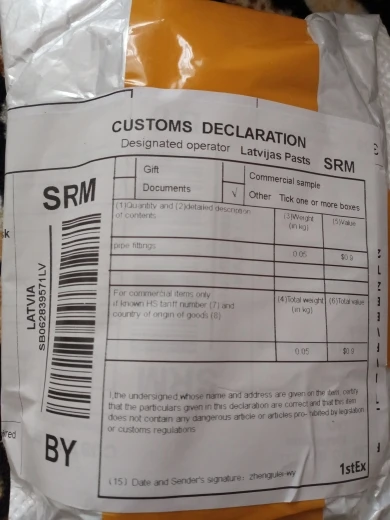 CUSTOMS DECLARATION
Designated operator Latvijas Pasts SRM
SRM
Gift
Commercial sample
Documents
√ Other Tick one or more boxes
(1)Quantity and (2)detailed description
of contents
(3)Weight
(in kg)
(5)Value
pipe fittings
0.05
$0.9
For commercial items only
if known HS tariff number (7) and
country of origin of goods (8)
(4)Total weight
(in kg)
(6)Total value
0.05
$0.9
LATVIA
SB062839571LV
I,the undersigned,whose name and address are given on the item, certify
that the particulars given in this declaration are correct and that this item
does not contain any dangerous article or articles pro- hibited by legislation
or customs regulations
BY
(15) Date and Sender's signature:
1stEx